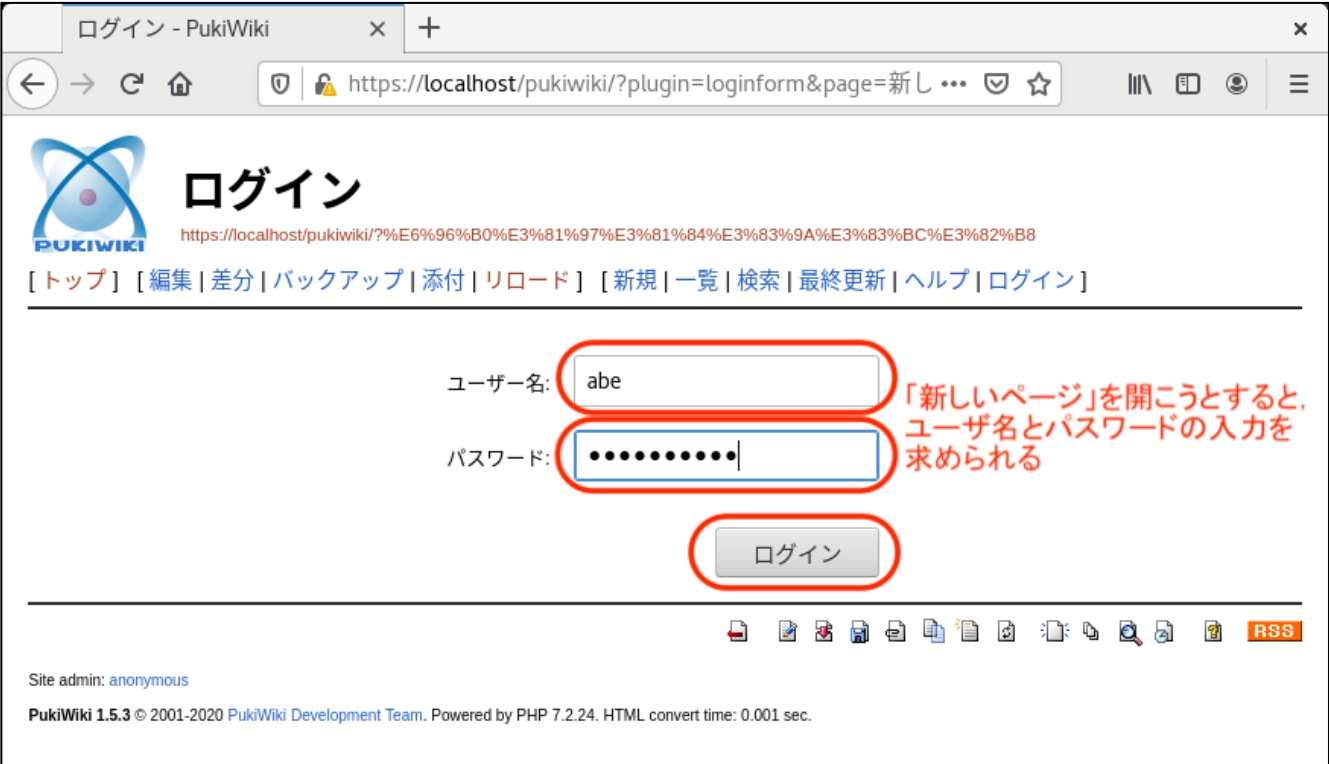 ログイン - PukiWiki
https://localhost/pukiwiki/?plugin=loginform&page=新し
PUKIWIKI
ログイン
https://localhost/pukiwiki/?%E6%96%B0%E3%81%97%E3%81%84%E3%83%9A%E3%83%BC%E3%82%B8
[ トップ ] [ 編集 | 差分 | バックアップ | 添付 | リロード ] [ 新規 | 一覧 | 検索 | 最終更新 | ヘルプ | ログイン ]
ユーザー名: abe
パスワード: ●●●●●●●●●●
「新しいページ」を開こうとすると,
ユーザ名とパスワードの入力を
求められる
ログイン
RSS
Site admin: anonymous
PukiWiki 1.5.3 © 2001-2020 PukiWiki Development Team. Powered by PHP 7.2.24. HTML convert time: 0.001 sec.